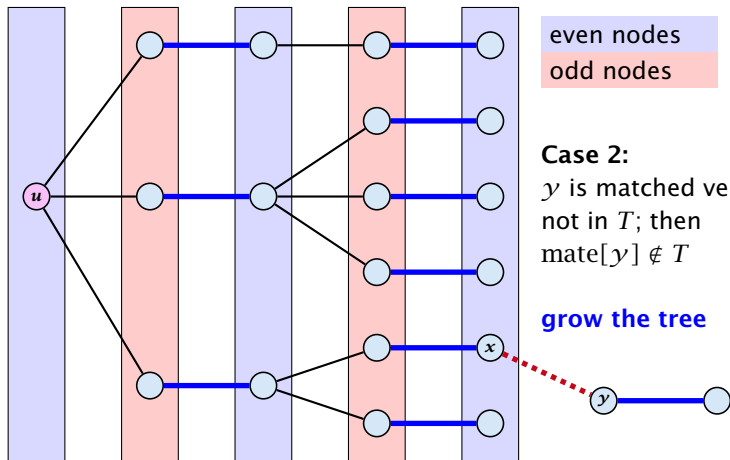 even nodes
odd nodes
Case 2:
y is matched ve
not in T; then
mate[y] ∉ T
grow the tree
u
x
y